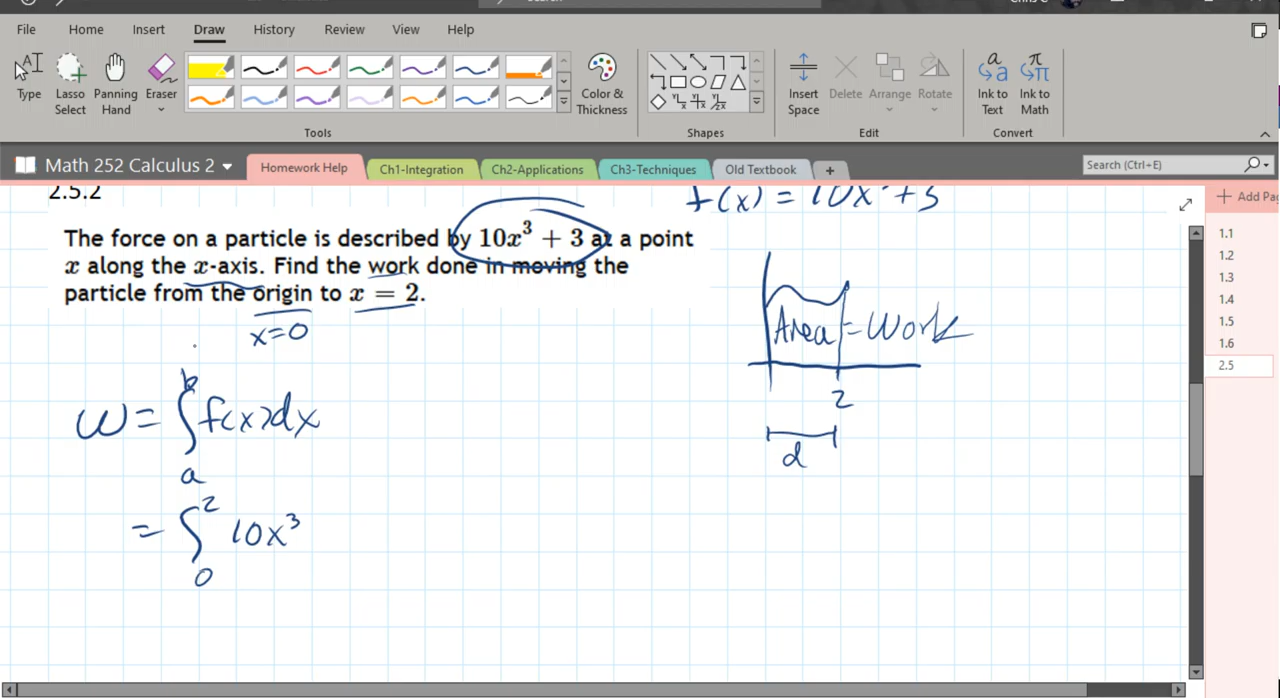 File Home Insert Draw History Review View Help
Type Lasso Select Panning Hand Eraser Color & Thickness Insert Space Delete Arrange Rotate Ink to Text Ink to Math
Tools Shapes Edit Convert
Math 252 Calculus 2 Homework Help Ch1-Integration Ch2-Applications Ch3-Techniques Old Textbook + Search (Ctrl+E)
2.5.2
f(x) = 10x³+3
The force on a particle is described by 10x³ + 3 at a point
x along the x-axis. Find the work done in moving the
particle from the origin to x = 2.
x=0
Area = Work
2
d
W = ∫ₐᵇ f(x)dx
= ∫₀² 10x³
+ Add Pag
1.1
1.2
1.3
1.4
1.5
1.6
2.5